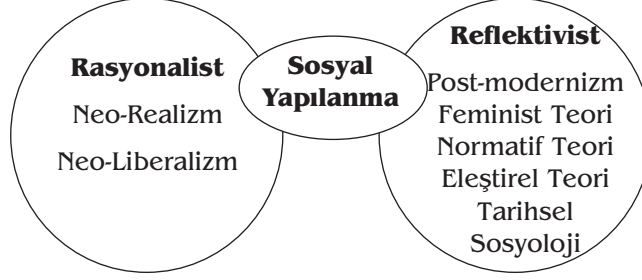 Rasyonalist
Neo-Realizm
Neo-Liberalizm
Sosyal
Yapılanma
Reflektivist
Post-modernizm
Feminist Teori
Normatif Teori
Eleştirel Teori
Tarihsel
Sosyoloji